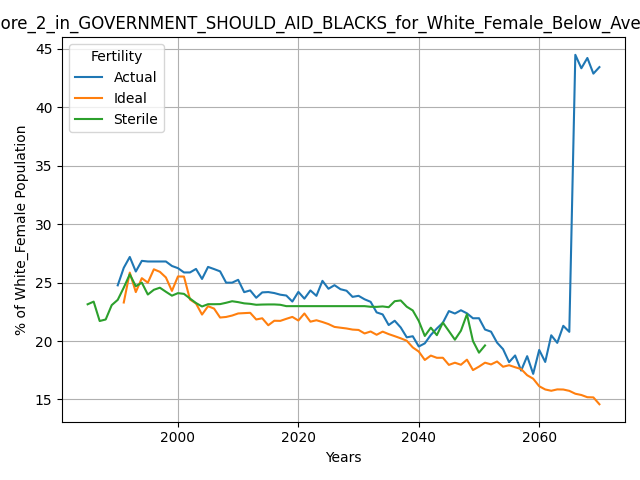 ore_2_in_GOVERNMENT_SHOULD_AID_BLACKS_for_White_Female_Below_Ave
45
40
35
30
25
20
15
% of White_Female Population
Fertility
Actual
Ideal
Sterile
2000 2020 2040 2060
Years